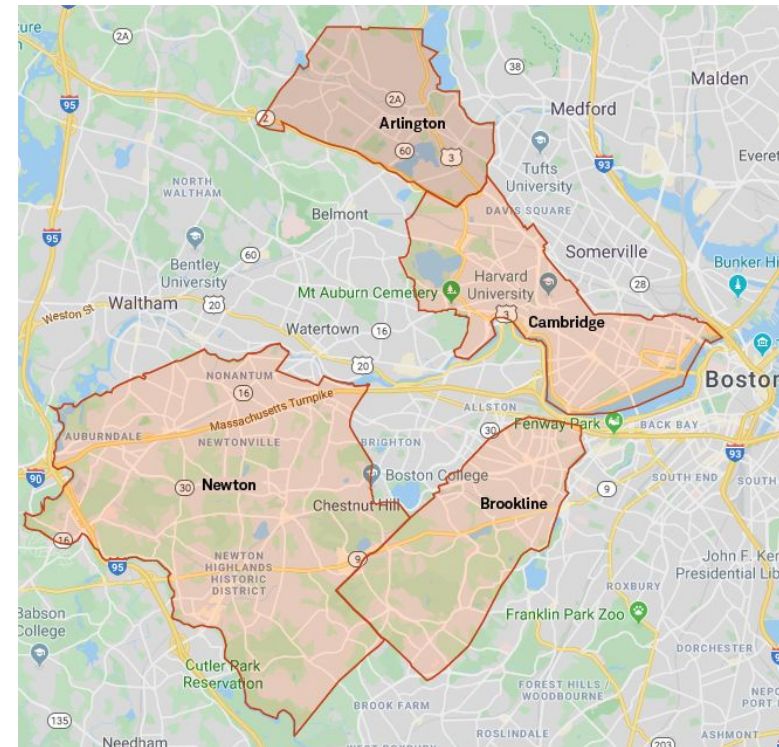 ture
2A
95
2
2A
Arlington
60
3
38
Malden
Medford
93
Everet
Tufts
University
NORTH
WALTHAM
Belmont
DAVIS SQUARE
95
Bentley
University
60
Somerville
Bunker Hi
Harvard
University
28
Mt Auburn Cemetery
Weston St
Waltham
20
Watertown
16
3
Cambridge
Boston
20
NONANTUM
16
Massachusetts Turnpike
ALLSTON
Fenway Park
BACK BAY
AUBURNDALE
NEWTONVILLE
BRIGHTON
30
93
90
30
Newton
Boston College
Chestnut Hill
Brookline
9
SOUTH END
SOUTH
16
95
NEWTON
HIGHLANDS
HISTORIC
DISTRICT
9
John F. Ken
Presidential Lib
ROXBURY
Babson
College
Franklin Park Zoo
DORCHESTER
Cutler Park
Reservation
FOREST HILLS /
WOODBOURNE
NEPO
PORT
135
BROOK FARM
Needham
WEST ROXBURY
ROSLINDALE
203
ASHMONT